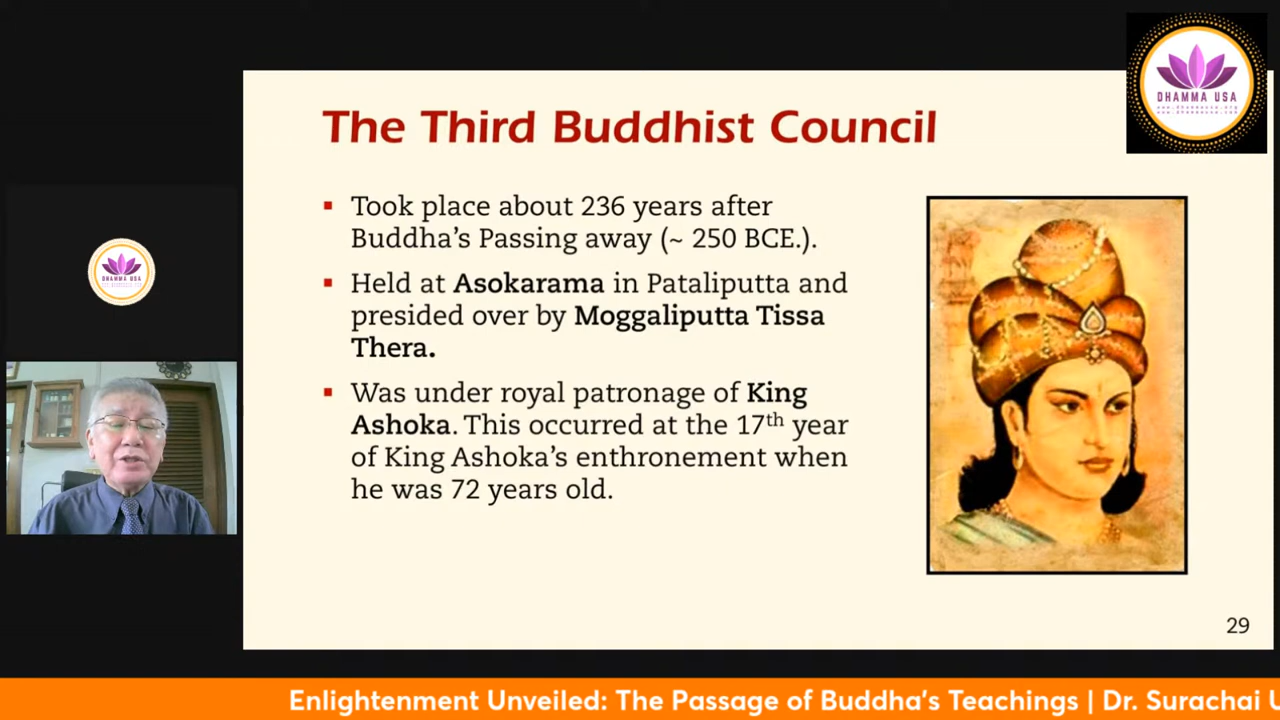 The Third Buddhist Council
DHAMMA USA
▪ Took place about 236 years after
Buddha's Passing away (~ 250 BCE.).
▪ Held at Asokarama in Pataliputta and
presided over by Moggaliputta Tissa
Thera.
▪ Was under royal patronage of King
Ashoka. This occurred at the 17th year
of King Ashoka's enthronement when
he was 72 years old.
DHAMMA USA
29
Enlightenment Unveiled: The Passage of Buddha's Teachings | Dr. Surachai U